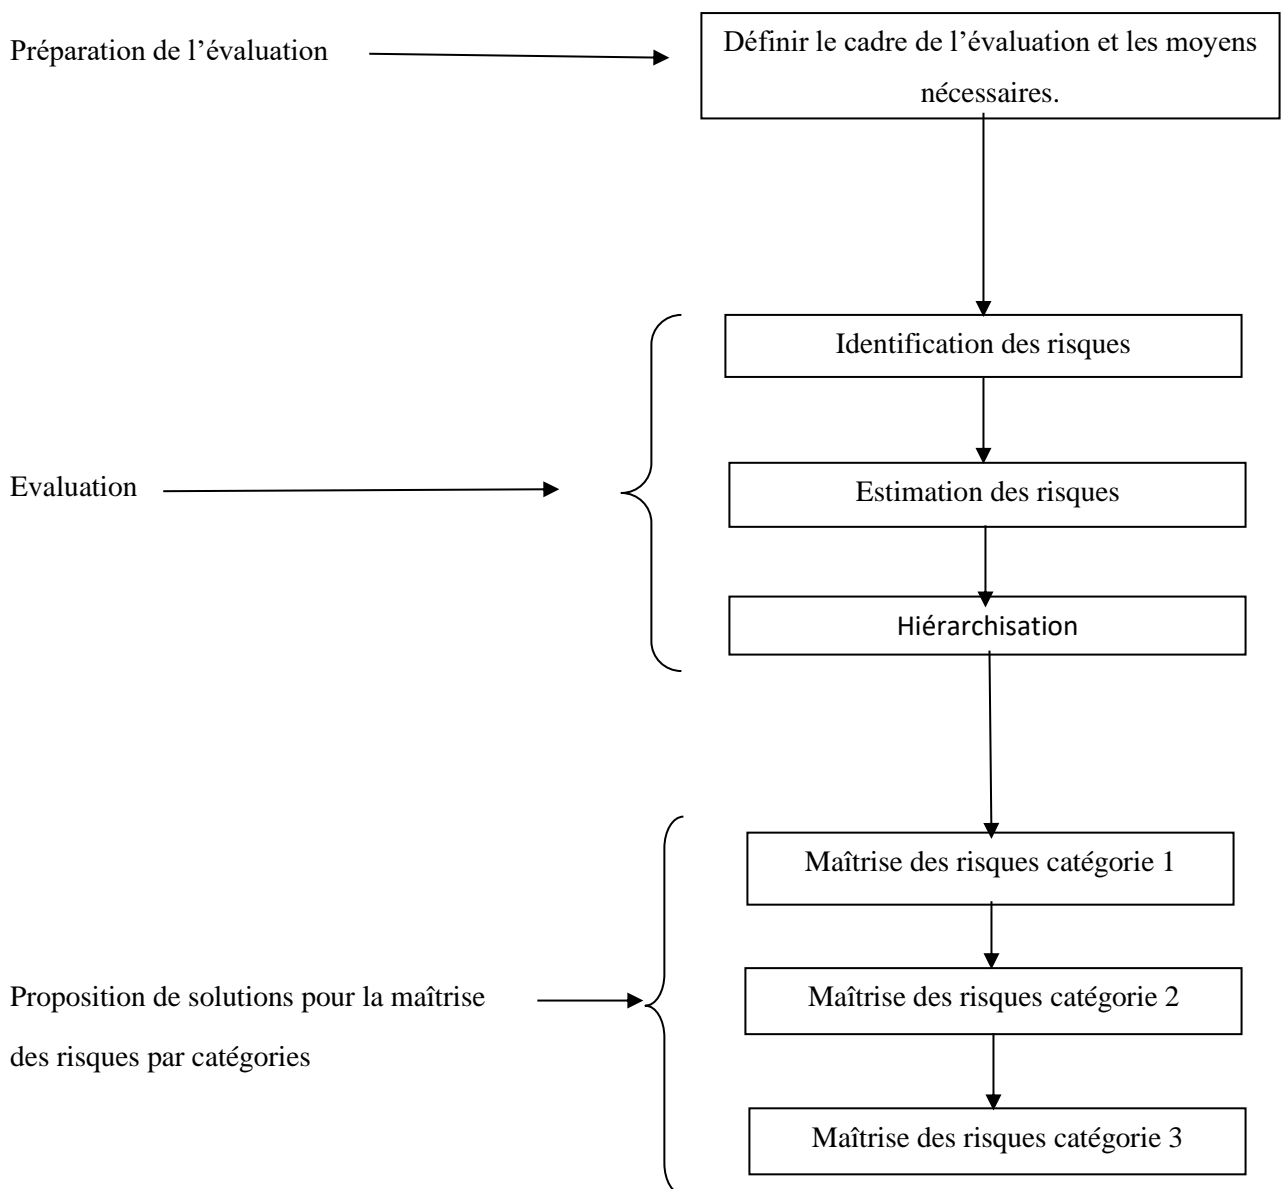 Préparation de l’évaluation
Définir le cadre de l’évaluation et les moyens
nécessaires.
Identification des risques
Evaluation
Estimation des risques
Hiérarchisation
Maîtrise des risques catégorie 1
Proposition de solutions pour la maîtrise
des risques par catégories
Maîtrise des risques catégorie 2
Maîtrise des risques catégorie 3